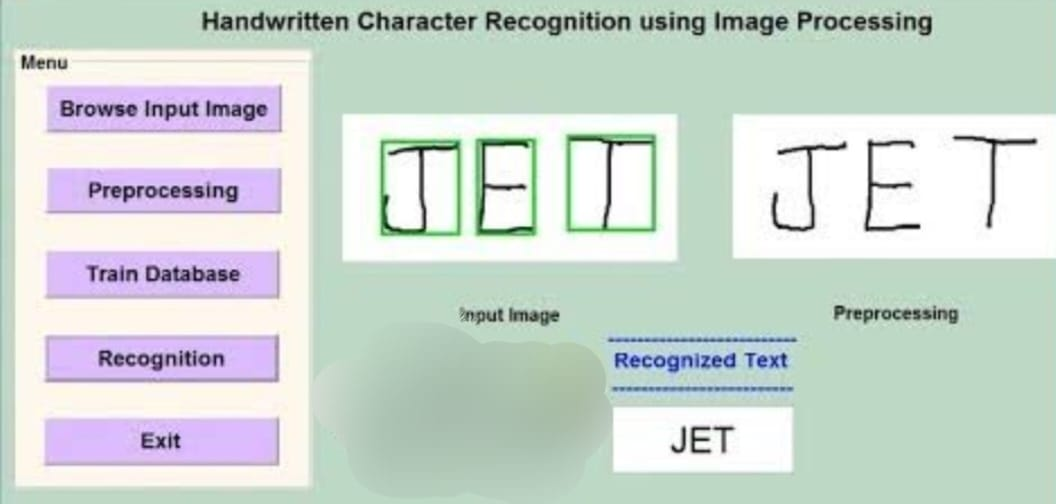 Handwritten Character Recognition using Image Processing
Menu
Browse Input Image
Preprocessing
Train Database
Recognition
Exit
JET
JET
Input Image
Preprocessing
Recognized Text
JET